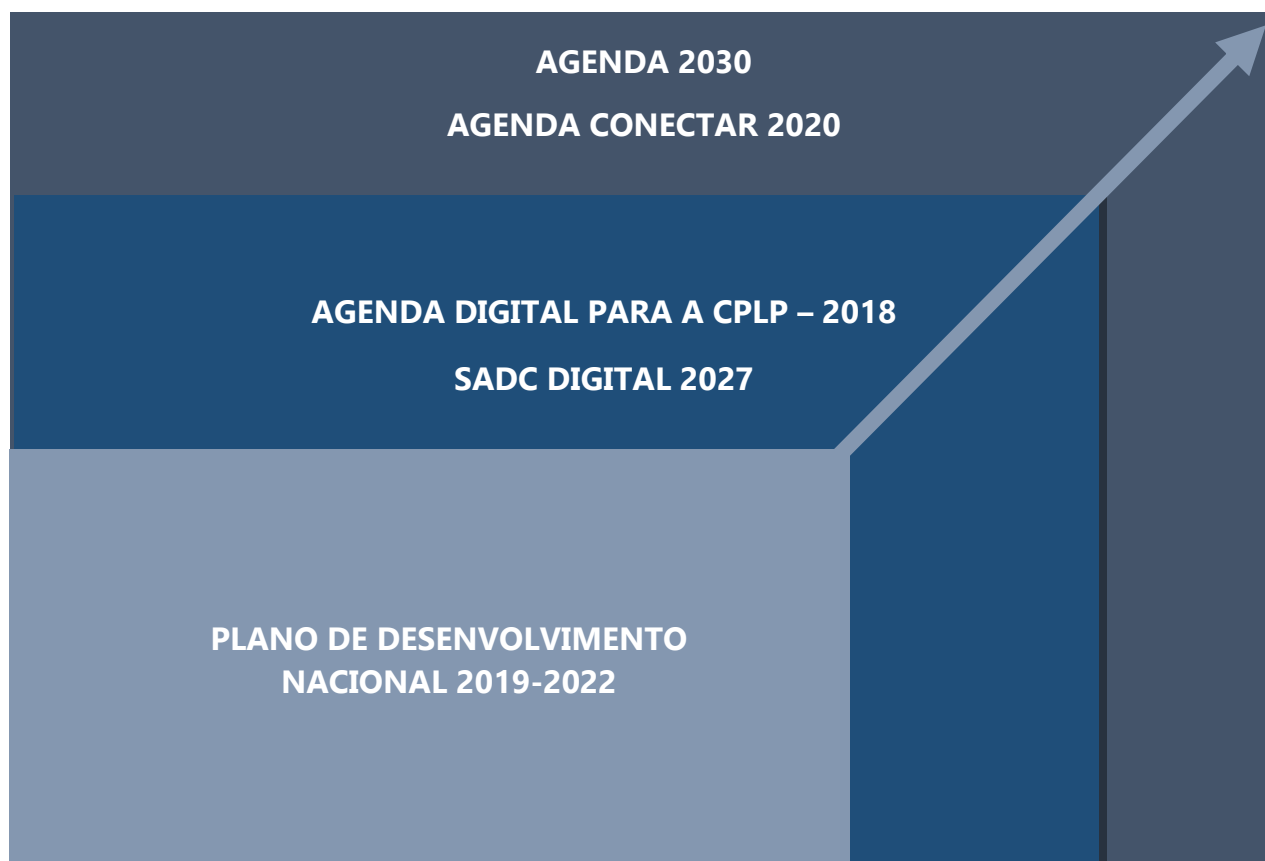 AGENDA 2030
AGENDA CONECTAR 2020
AGENDA DIGITAL PARA A CPLP – 2018
SADC DIGITAL 2027
PLANO DE DESENVOLVIMENTO
NACIONAL 2019-2022